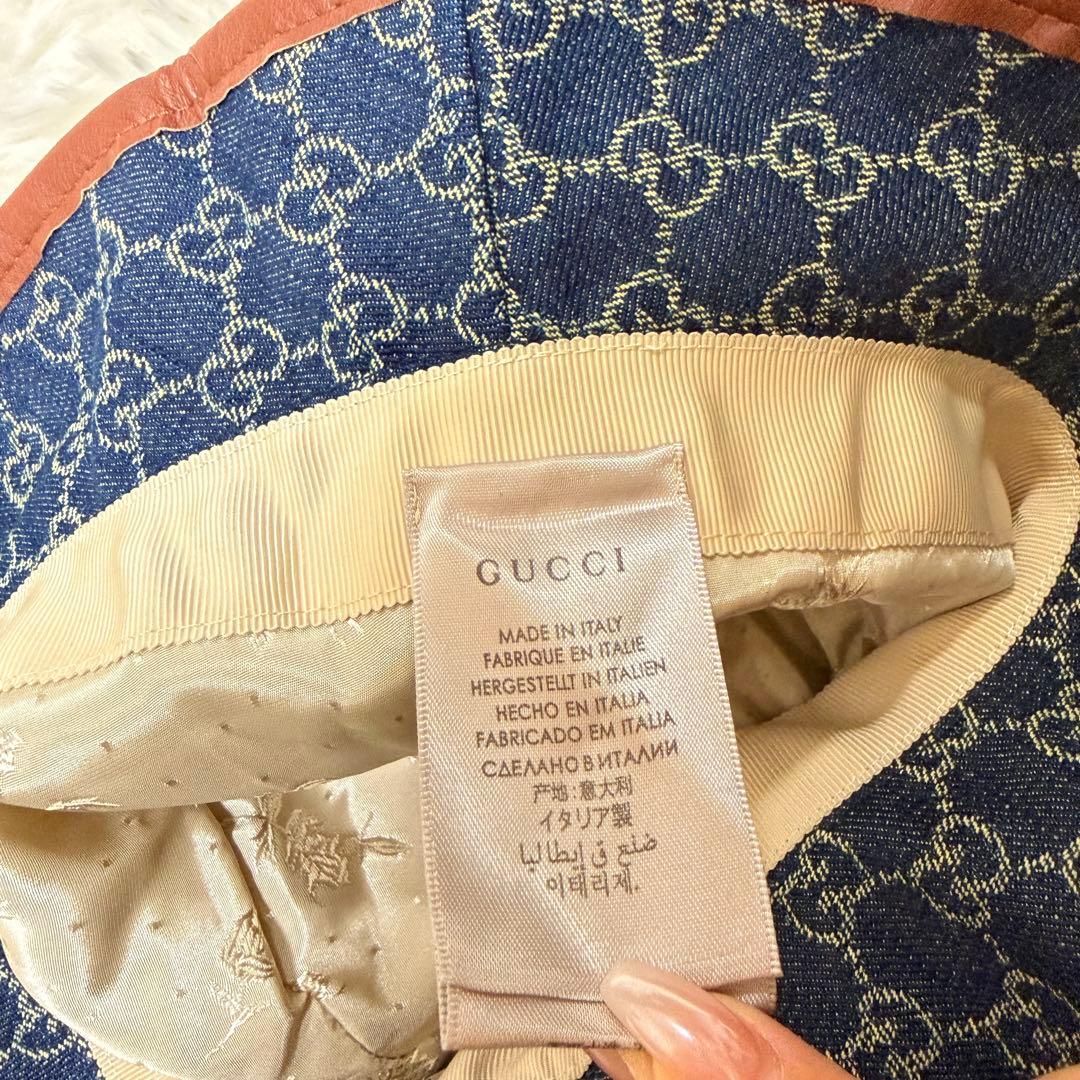 GUCCI
MADE IN ITALY
FABRIQUE EN ITALIE
HERGESTELLT IN ITALIEN
HECHO EN ITALIA
FABRICADO EM ITALIA
СДЕЛАНО В ИТАЛИИ
产地:意大利
イタリア製
صنع في إيطاليا
이태리제.